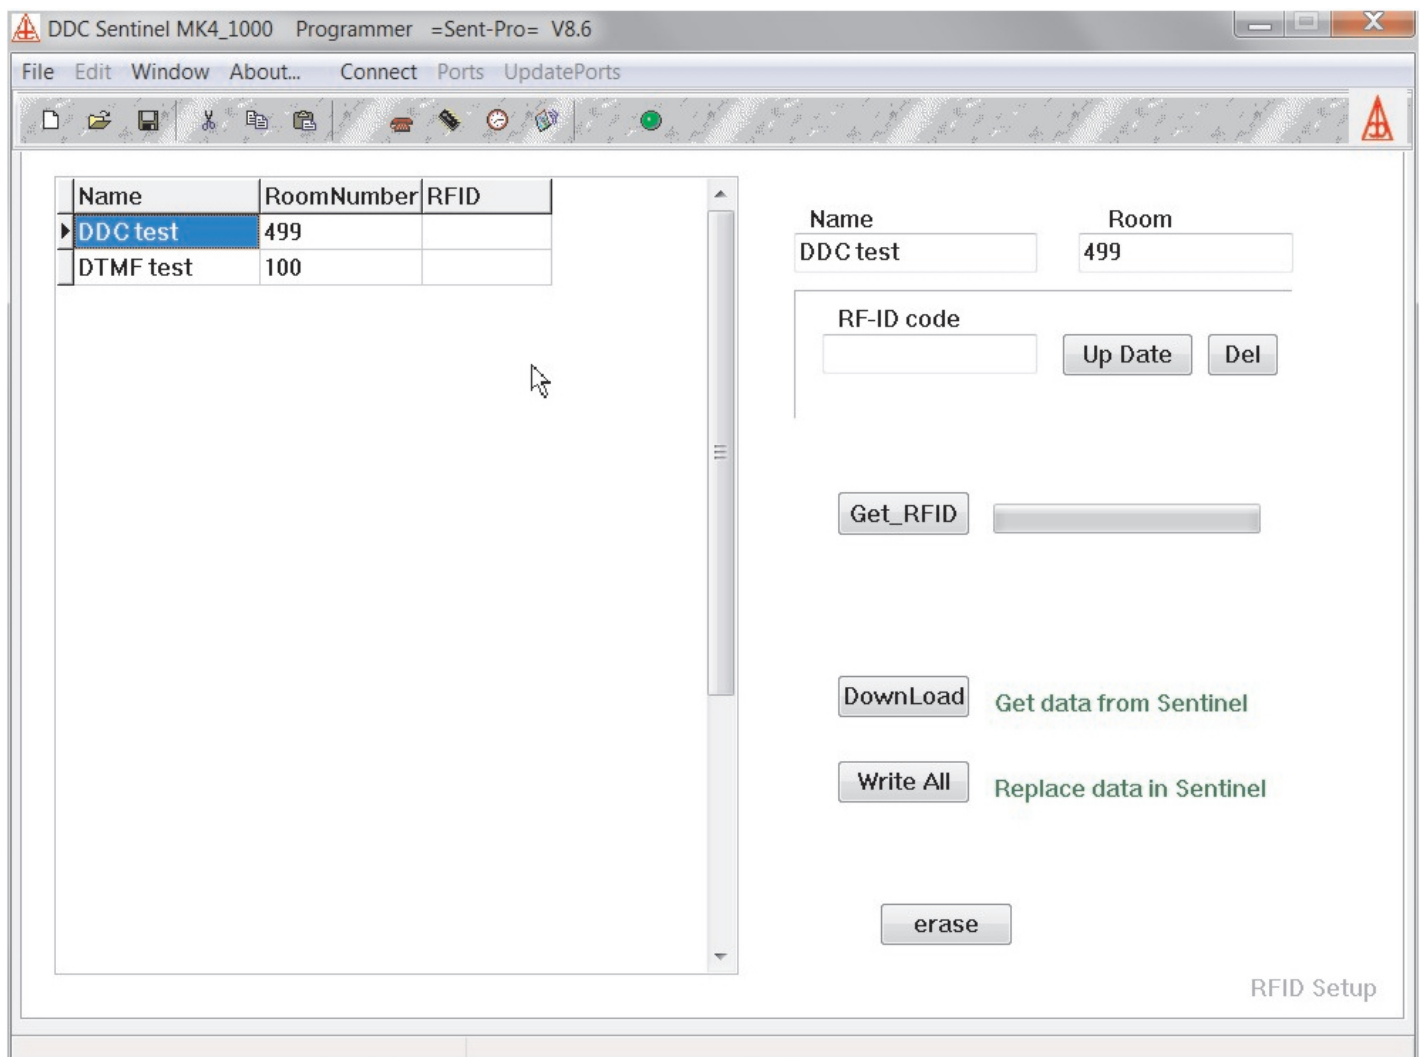 DDC Sentinel MK4_1000 Programmer =Sent-Pro= V8.6
File Edit Window About... Connect Ports UpdatePorts
Name RoomNumber RFID
DDC test 499
DTMF test 100
Name Room
DDC test 499
RF-ID code
Up Date Del
Get_RFID
DownLoad Get data from Sentinel
Write All Replace data in Sentinel
erase
RFID Setup